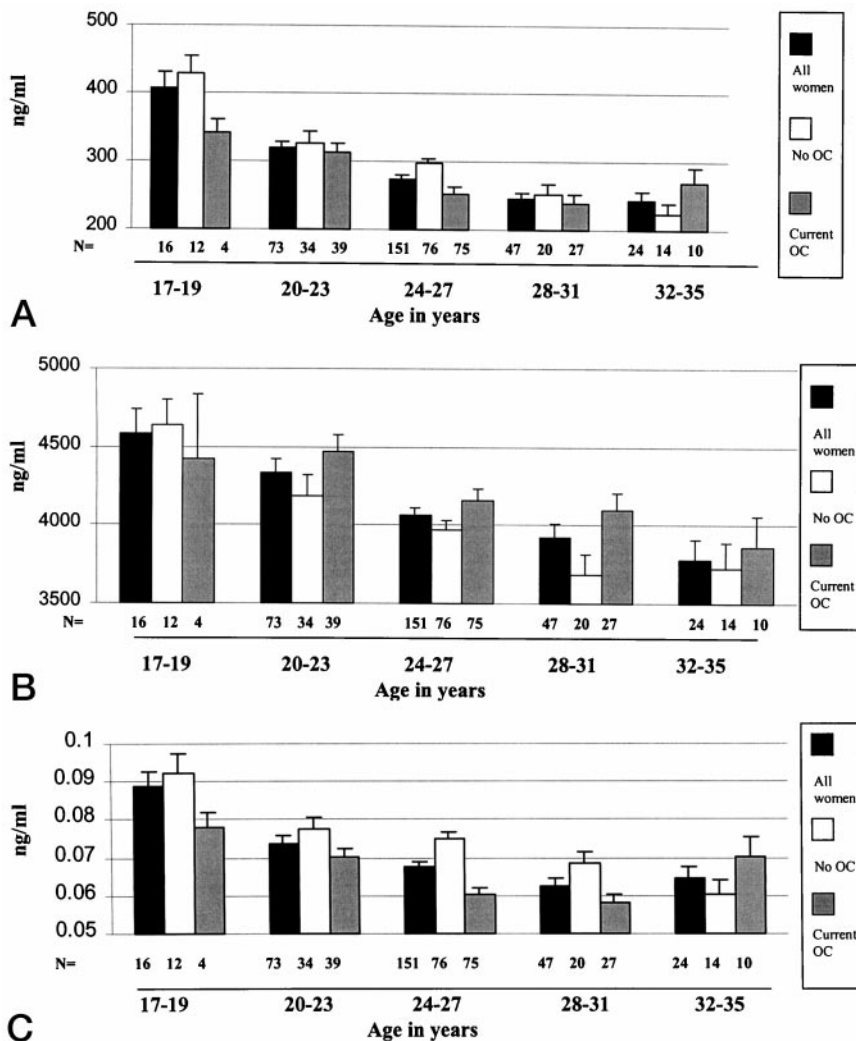 500
400
300
200
ng/ml
N= 16 12 4 73 34 39 151 76 75 47 20 27 24 14 10
17-19 20-23 24-27 28-31 32-35
Age in years
A
All
women
No OC
Current
OC
5000
4500
4000
3500
ng/ml
N= 16 12 4 73 34 39 151 76 75 47 20 27 24 14 10
17-19 20-23 24-27 28-31 32-35
Age in years
B
All
women
No OC
Current
OC
0.1
0.09
0.08
0.07
0.06
0.05
ng/ml
N= 16 12 4 73 34 39 151 76 75 47 20 27 24 14 10
17-19 20-23 24-27 28-31 32-35
Age in years
C
All
women
No OC
Current
OC